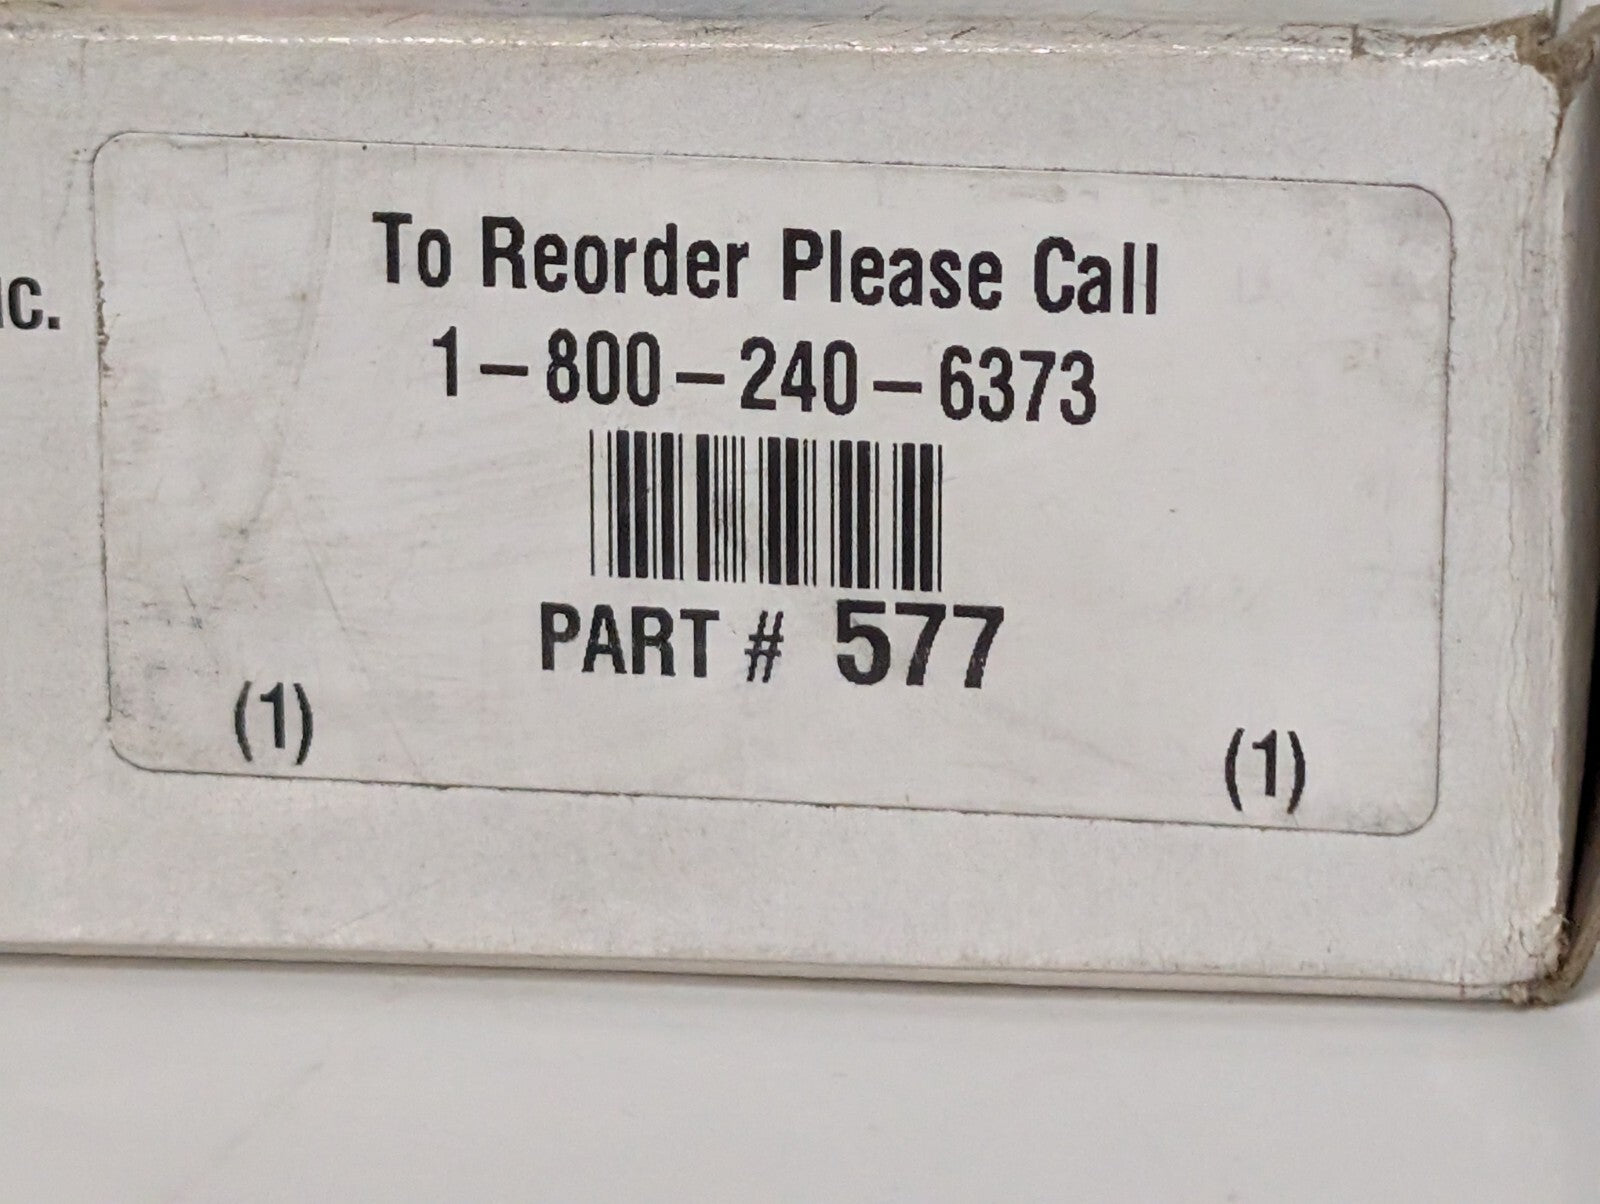 To Reorder Please Call
1-800-240-6373
PART # 577
(1) (1)